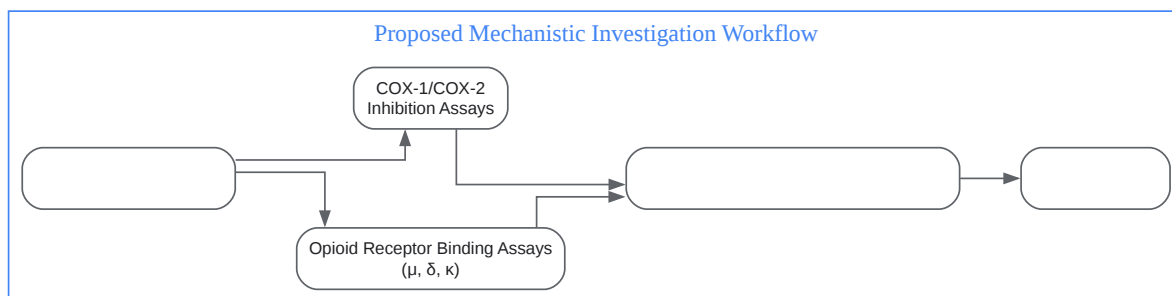 Proposed Mechanistic Investigation Workflow
COX-1/COX-2
Inhibition Assays
Opioid Receptor Binding Assays
(μ, δ, κ)